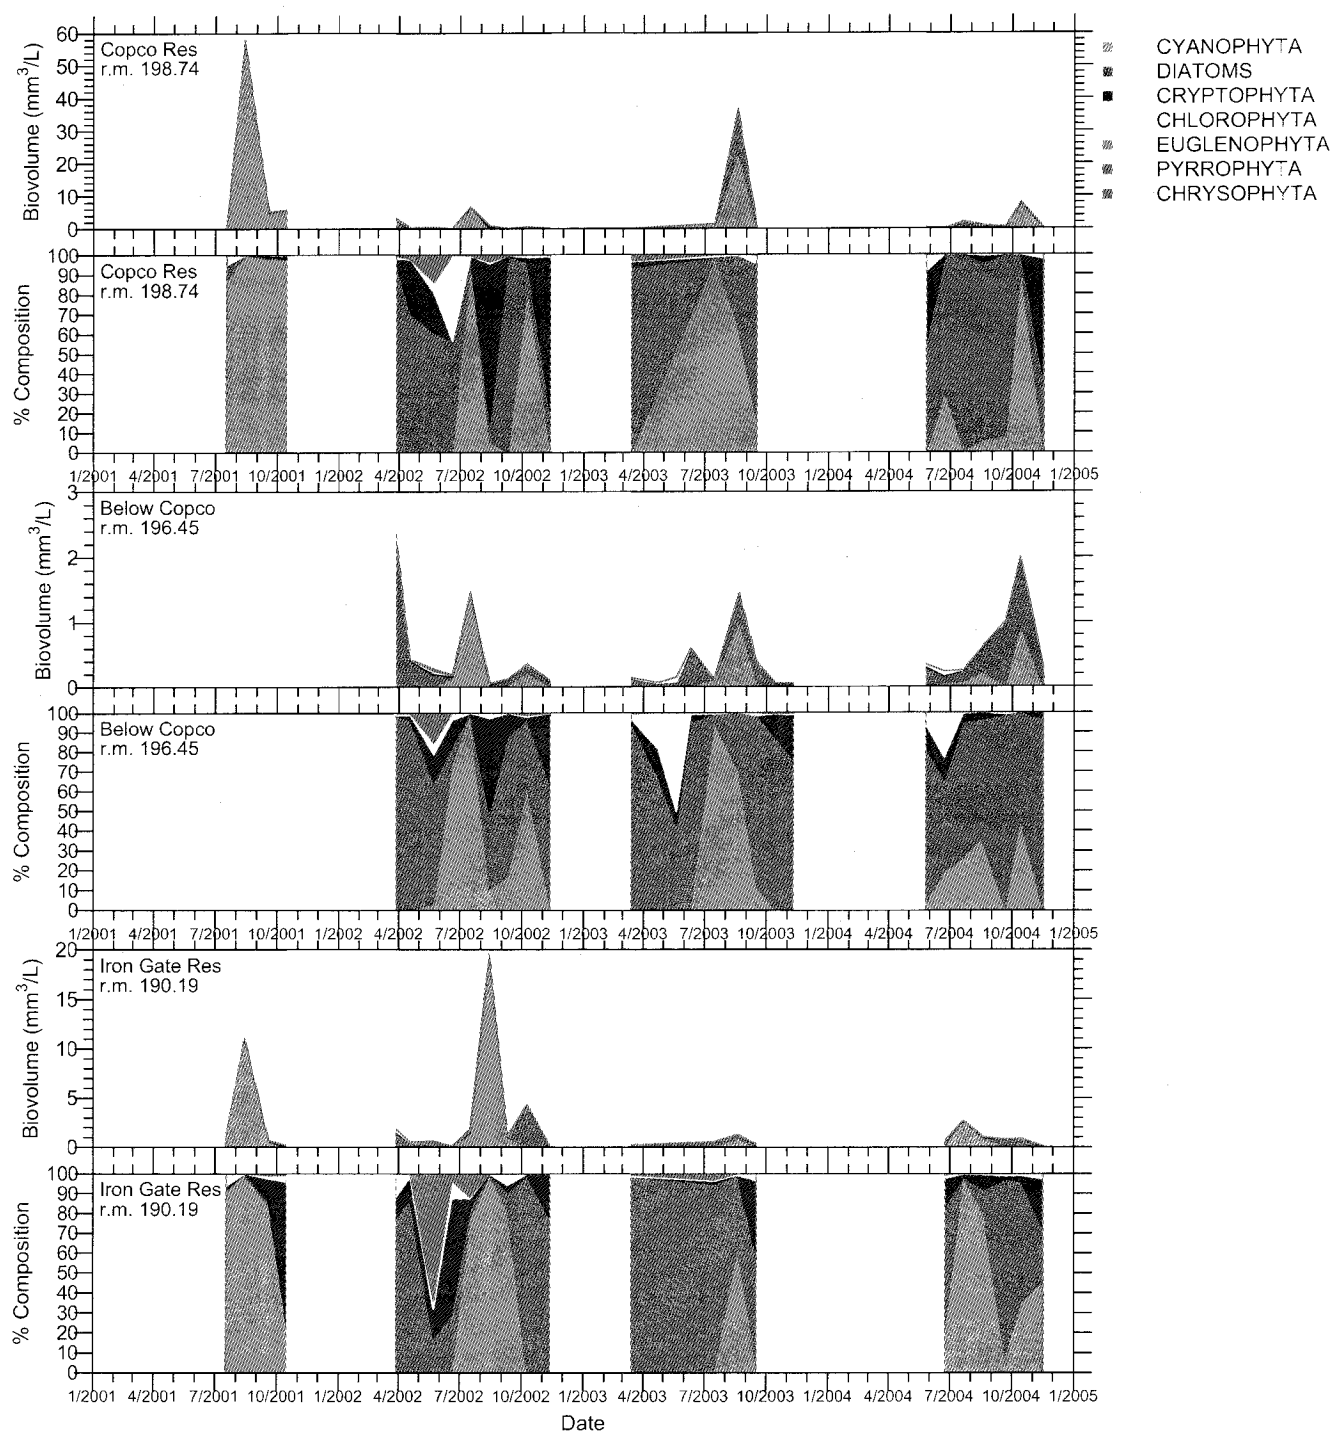 60
50
40
30
20
10
0
Biovolume (mm³/L)
Copco Res
r.m. 198.74
CYANOPHYTA
DIATOMS
CRYPTOPHYTA
CHLOROPHYTA
EUGLENOPHYTA
PYRROPHYTA
CHRYSOPHYTA
100
90
80
70
60
50
40
30
20
10
0
% Composition
Copco Res
r.m. 198.74
1/2001 4/2001 7/2001 10/2001 1/2002 4/2002 7/2002 10/2002 1/2003 4/2003 7/2003 10/2003 1/2004 4/2004 7/2004 10/2004 1/2005
3
2
1
0
Biovolume (mm³/L)
Below Copco
r.m. 196.45
100
90
80
70
60
50
40
30
20
10
0
% Composition
Below Copco
r.m. 196.45
1/2001 4/2001 7/2001 10/2001 1/2002 4/2002 7/2002 10/2002 1/2003 4/2003 7/2003 10/2003 1/2004 4/2004 7/2004 10/2004 1/2005
20
15
10
5
0
Biovolume (mm³/L)
Iron Gate Res
r.m. 190.19
100
90
80
70
60
50
40
30
20
10
0
% Composition
Iron Gate Res
r.m. 190.19
1/2001 4/2001 7/2001 10/2001 1/2002 4/2002 7/2002 10/2002 1/2003 4/2003 7/2003 10/2003 1/2004 4/2004 7/2004 10/2004 1/2005
Date